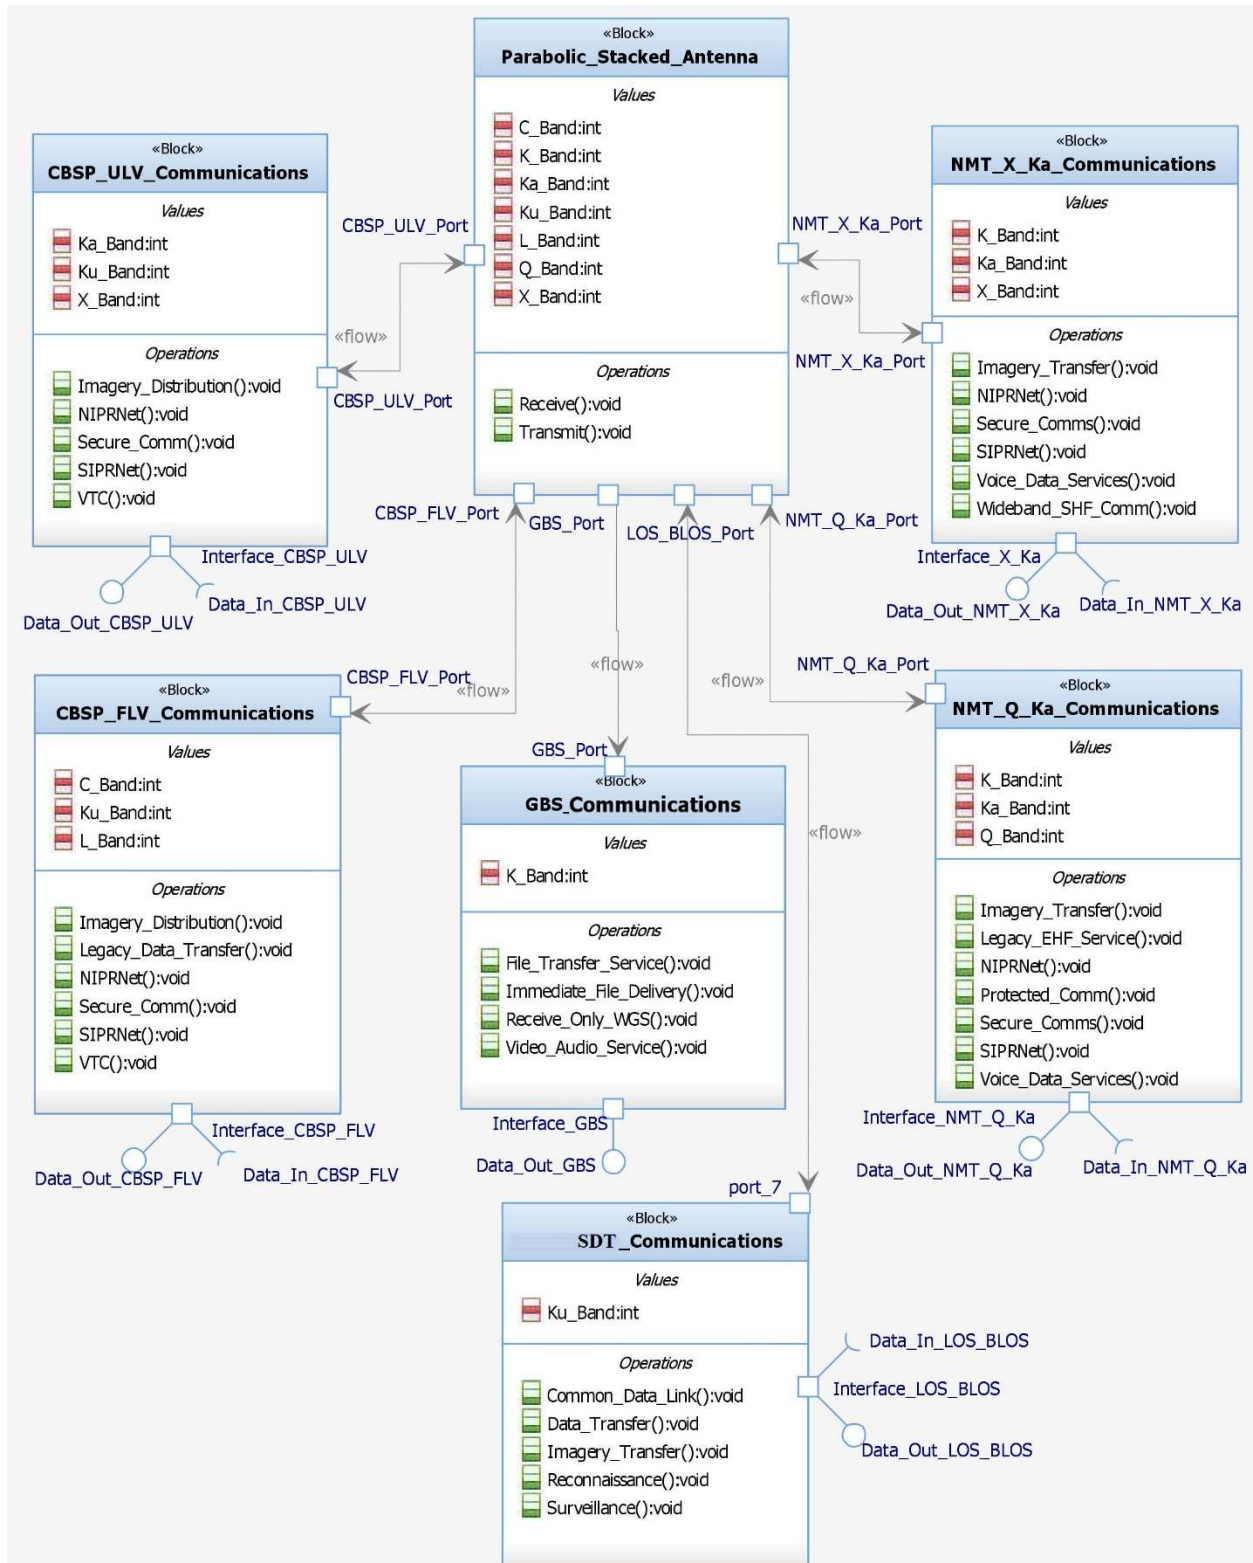 «Block»
Parabolic_Stacked_Antenna
Values
C_Band:int
K_Band:int
Ka_Band:int
Ku_Band:int
L_Band:int
Q_Band:int
X_Band:int
Operations
Receive():void
Transmit():void
«Block»
CBSP_ULV_Communications
Values
Ka_Band:int
Ku_Band:int
X_Band:int
Operations
Imagery_Distribution():void
NIPRNet():void
Secure_Comm():void
SIPRNet():void
VTC():void
CBSP_ULV_Port
«flow»
CBSP_ULV_Port
Interface_CBSP_ULV
Data_Out_CBSP_ULV
Data_In_CBSP_ULV
«Block»
NMT_X_Ka_Communications
Values
K_Band:int
Ka_Band:int
X_Band:int
Operations
Imagery_Transfer():void
NIPRNet():void
Secure_Comms():void
SIPRNet():void
Voice_Data_Services():void
Wideband_SHF_Comm():void
NMT_X_Ka_Port
«flow»
NMT_X_Ka_Port
Interface_X_Ka
Data_Out_NMT_X_Ka
Data_In_NMT_X_Ka
CBSP_FLV_Port
GBS_Port
LOS_BLOS_Port
NMT_Q_Ka_Port
CBSP_FLV_Port
«flow»
«flow»
«flow»
NMT_Q_Ka_Port
«Block»
CBSP_FLV_Communications
Values
C_Band:int
Ku_Band:int
L_Band:int
Operations
Imagery_Distribution():void
Legacy_Data_Transfer():void
NIPRNet():void
Secure_Comm():void
SIPRNet():void
VTC():void
Interface_CBSP_FLV
Data_Out_CBSP_FLV
Data_In_CBSP_FLV
GBS_Port
«Block»
GBS_Communications
Values
K_Band:int
Operations
File_Transfer_Service():void
Immediate_File_Delivery():void
Receive_Only_WGS():void
Video_Audio_Service():void
Interface_GBS
Data_Out_GBS
«flow»
«Block»
NMT_Q_Ka_Communications
Values
K_Band:int
Ka_Band:int
Q_Band:int
Operations
Imagery_Transfer():void
Legacy_EHF_Service():void
NIPRNet():void
Protected_Comm():void
Secure_Comms():void
SIPRNet():void
Voice_Data_Services():void
Interface_NMT_Q_Ka
Data_Out_NMT_Q_Ka
Data_In_NMT_Q_Ka
port_7
«Block»
SDT_Communications
Values
Ku_Band:int
Operations
Common_Data_Link():void
Data_Transfer():void
Imagery_Transfer():void
Reconnaissance():void
Surveillance():void
Data_In_LOS_BLOS
Interface_LOS_BLOS
Data_Out_LOS_BLOS